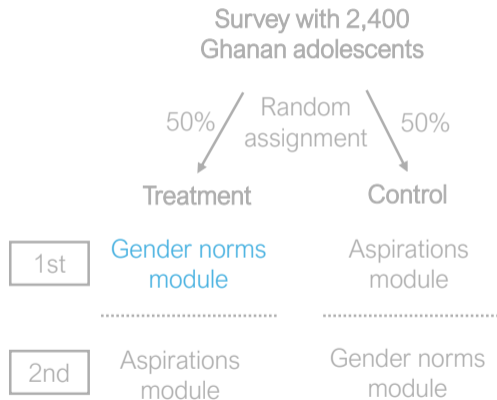 Survey with 2,400
Ghanan adolescents
50%
Random
assignment
50%
Treatment
Control
1st
Gender norms
module
Aspirations
module
2nd
Aspirations
module
Gender norms
module